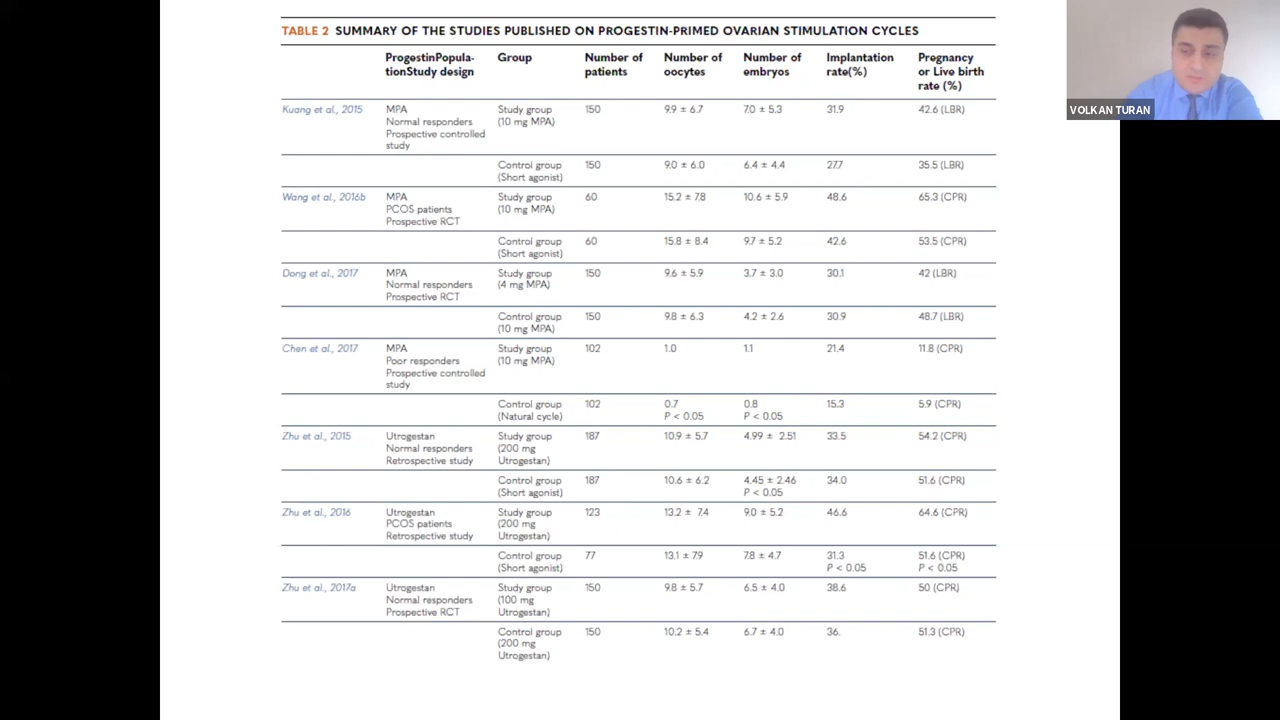 TABLE 2 SUMMARY OF THE STUDIES PUBLISHED ON PROGESTIN-PRIMED OVARIAN STIMULATION CYCLES
ProgestinPopula- Group Number of Number of Number of Implantation Pregnancy
tionStudy design patients oocytes embryos rate(%) or Live birth
rate (%)
Kuang et al., 2015 MPA Study group 150 9.9 ± 6.7 7.0 ± 5.3 31.9 42.6 (LBR)
Normal responders (10 mg MPA)
Prospective controlled
study
Control group 150 9.0 ± 6.0 6.4 ± 4.4 27.7 35.5 (LBR)
(Short agonist)
Wang et al., 2016b MPA Study group 60 15.2 ± 7.8 10.6 ± 5.9 48.6 65.3 (CPR)
PCOS patients (10 mg MPA)
Prospective RCT
Control group 60 15.8 ± 8.4 9.7 ± 5.2 42.6 53.5 (CPR)
(Short agonist)
Dong et al., 2017 MPA Study group 150 9.6 ± 5.9 3.7 ± 3.0 30.1 42 (LBR)
Normal responders (4 mg MPA)
Prospective RCT
Control group 150 9.8 ± 6.3 4.2 ± 2.6 30.9 48.7 (LBR)
(10 mg MPA)
Chen et al., 2017 MPA Study group 102 1.0 1.1 21.4 11.8 (CPR)
Poor responders (10 mg MPA)
Prospective controlled
study
Control group 102 0.7 0.8 15.3 5.9 (CPR)
(Natural cycle) P < 0.05 P < 0.05
Zhu et al., 2015 Utrogestan Study group 187 10.9 ± 5.7 4.99 ± 2.51 33.5 54.2 (CPR)
Normal responders (200 mg
Retrospective study Utrogestan)
Control group 187 10.6 ± 6.2 4.45 ± 2.46 34.0 51.6 (CPR)
(Short agonist) P < 0.05
Zhu et al., 2016 Utrogestan Study group 123 13.2 ± 7.4 9.0 ± 5.2 46.6 64.6 (CPR)
PCOS patients (200 mg
Retrospective study Utrogestan)
Control group 77 13.1 ± 7.9 7.8 ± 4.7 31.3 51.6 (CPR)
(Short agonist) P < 0.05 P < 0.05
Zhu et al., 2017a Utrogestan Study group 150 9.8 ± 5.7 6.5 ± 4.0 38.6 50 (CPR)
Normal responders (100 mg
Prospective RCT Utrogestan)
Control group 150 10.2 ± 5.4 6.7 ± 4.0 36. 51.3 (CPR)
(200 mg
Utrogestan)
VOLKAN TURAN